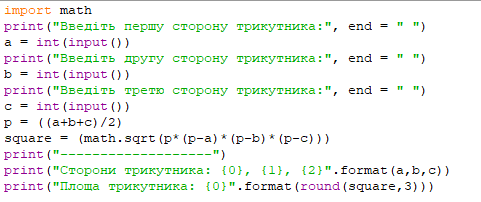 import math
print("Введіть першу сторону трикутника:", end = " ")
a = int(input())
print("Введіть другу сторону трикутника:", end = " ")
b = int(input())
print("Введіть третю сторону трикутника:", end = " ")
c = int(input())
p = ((a+b+c)/2)
square = (math.sqrt(p*(p-a)*(p-b)*(p-c)))
print("-------------------")
print("Сторони трикутника: {0}, {1}, {2}".format(a,b,c))
print("Площа трикутника: {0}".format(round(square,3)))